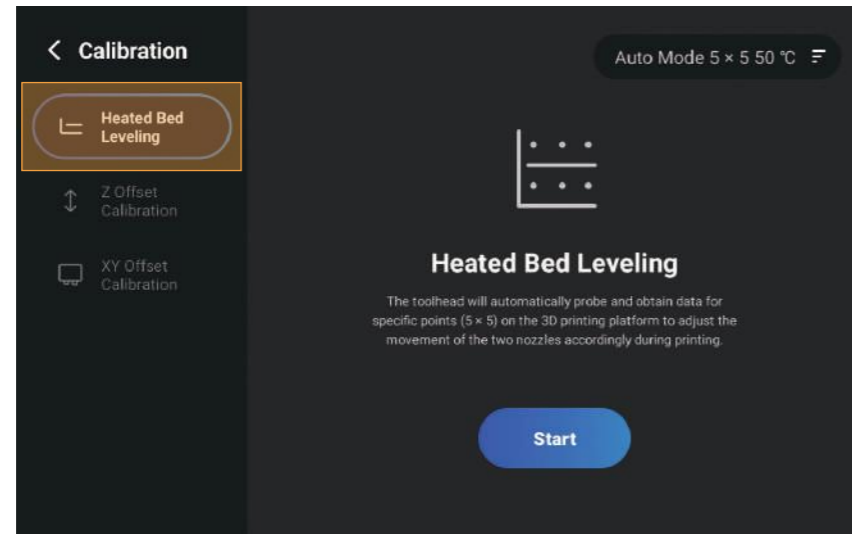 Calibration
Auto Mode 5 × 5 50 ℃
Heated Bed
Leveling
Z Offset
Calibration
XY Offset
Calibration
Heated Bed Leveling
The toolhead will automatically probe and obtain data for
specific points (5 × 5) on the 3D printing platform to adjust the
movement of the two nozzles accordingly during printing.
Start